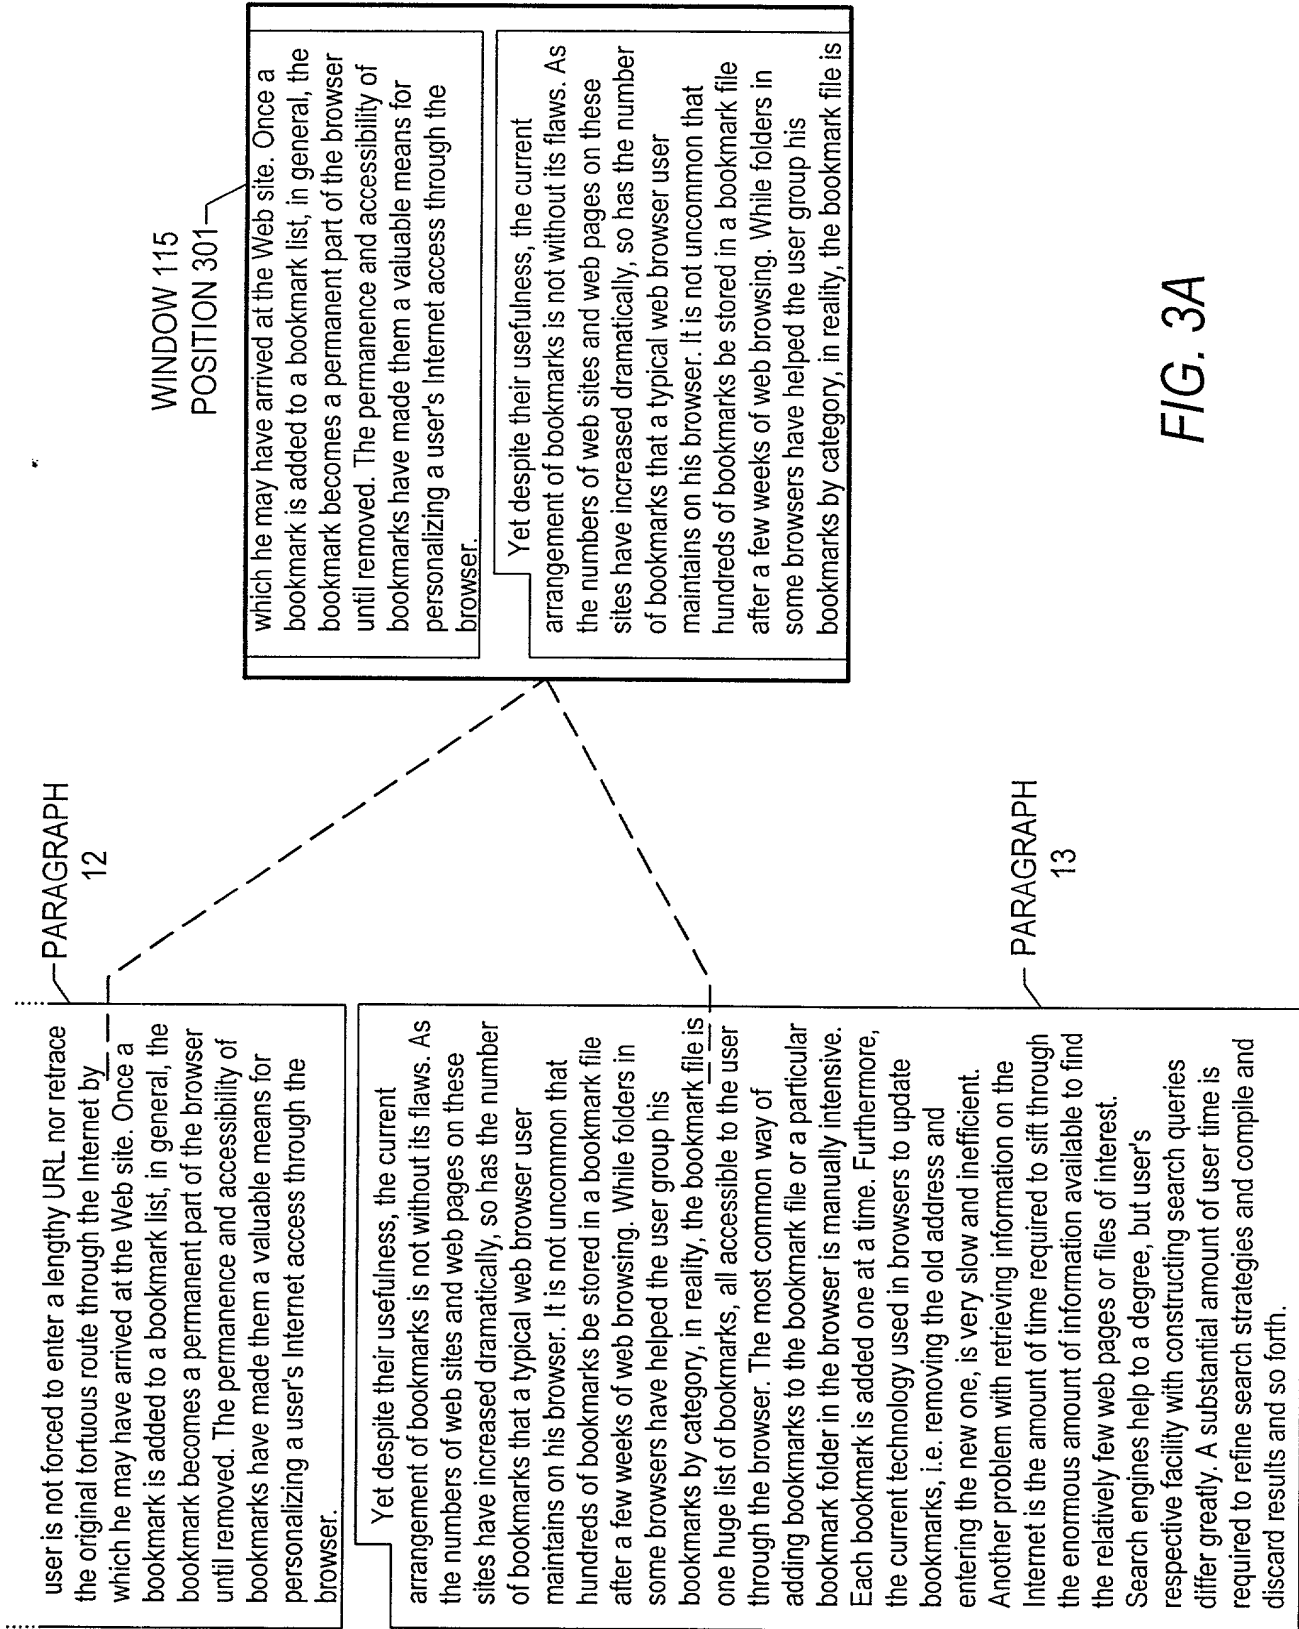 user is not forced to enter a lengthy URL nor retrace
the original tortuous route through the Internet by
which he may have arrived at the Web site. Once a
bookmark is added to a bookmark list, in general, the
bookmark becomes a permanent part of the browser
until removed. The permanence and accessibility of
bookmarks have made them a valuable means for
personalizing a user's Internet access through the
browser.
PARAGRAPH
12
Yet despite their usefulness, the current
arrangement of bookmarks is not without its flaws. As
the numbers of web sites and web pages on these
sites have increased dramatically, so has the number
of bookmarks that a typical web browser user
maintains on his browser. It is not uncommon that
hundreds of bookmarks be stored in a bookmark file
after a few weeks of web browsing. While folders in
some browsers have helped the user group his
bookmarks by category, in reality, the bookmark file is
one huge list of bookmarks, all accessible to the user
through the browser. The most common way of
adding bookmarks to the bookmark file or a particular
bookmark folder in the browser is manually intensive.
Each bookmark is added one at a time. Furthermore,
the current technology used in browsers to update
bookmarks, i.e. removing the old address and
entering the new one, is very slow and inefficient.
Another problem with retrieving information on the
Internet is the amount of time required to sift through
the enormous amount of information available to find
the relatively few web pages or files of interest.
Search engines help to a degree, but user's
respective facility with constructing search queries
differ greatly. A substantial amount of user time is
required to refine search strategies and compile and
discard results and so forth.
PARAGRAPH
13
WINDOW 115
POSITION 301
which he may have arrived at the Web site. Once a
bookmark is added to a bookmark list, in general, the
bookmark becomes a permanent part of the browser
until removed. The permanence and accessibility of
bookmarks have made them a valuable means for
personalizing a user's Internet access through the
browser.
Yet despite their usefulness, the current
arrangement of bookmarks is not without its flaws. As
the numbers of web sites and web pages on these
sites have increased dramatically, so has the number
of bookmarks that a typical web browser user
maintains on his browser. It is not uncommon that
hundreds of bookmarks be stored in a bookmark file
after a few weeks of web browsing. While folders in
some browsers have helped the user group his
bookmarks by category, in reality, the bookmark file is
FIG. 3A